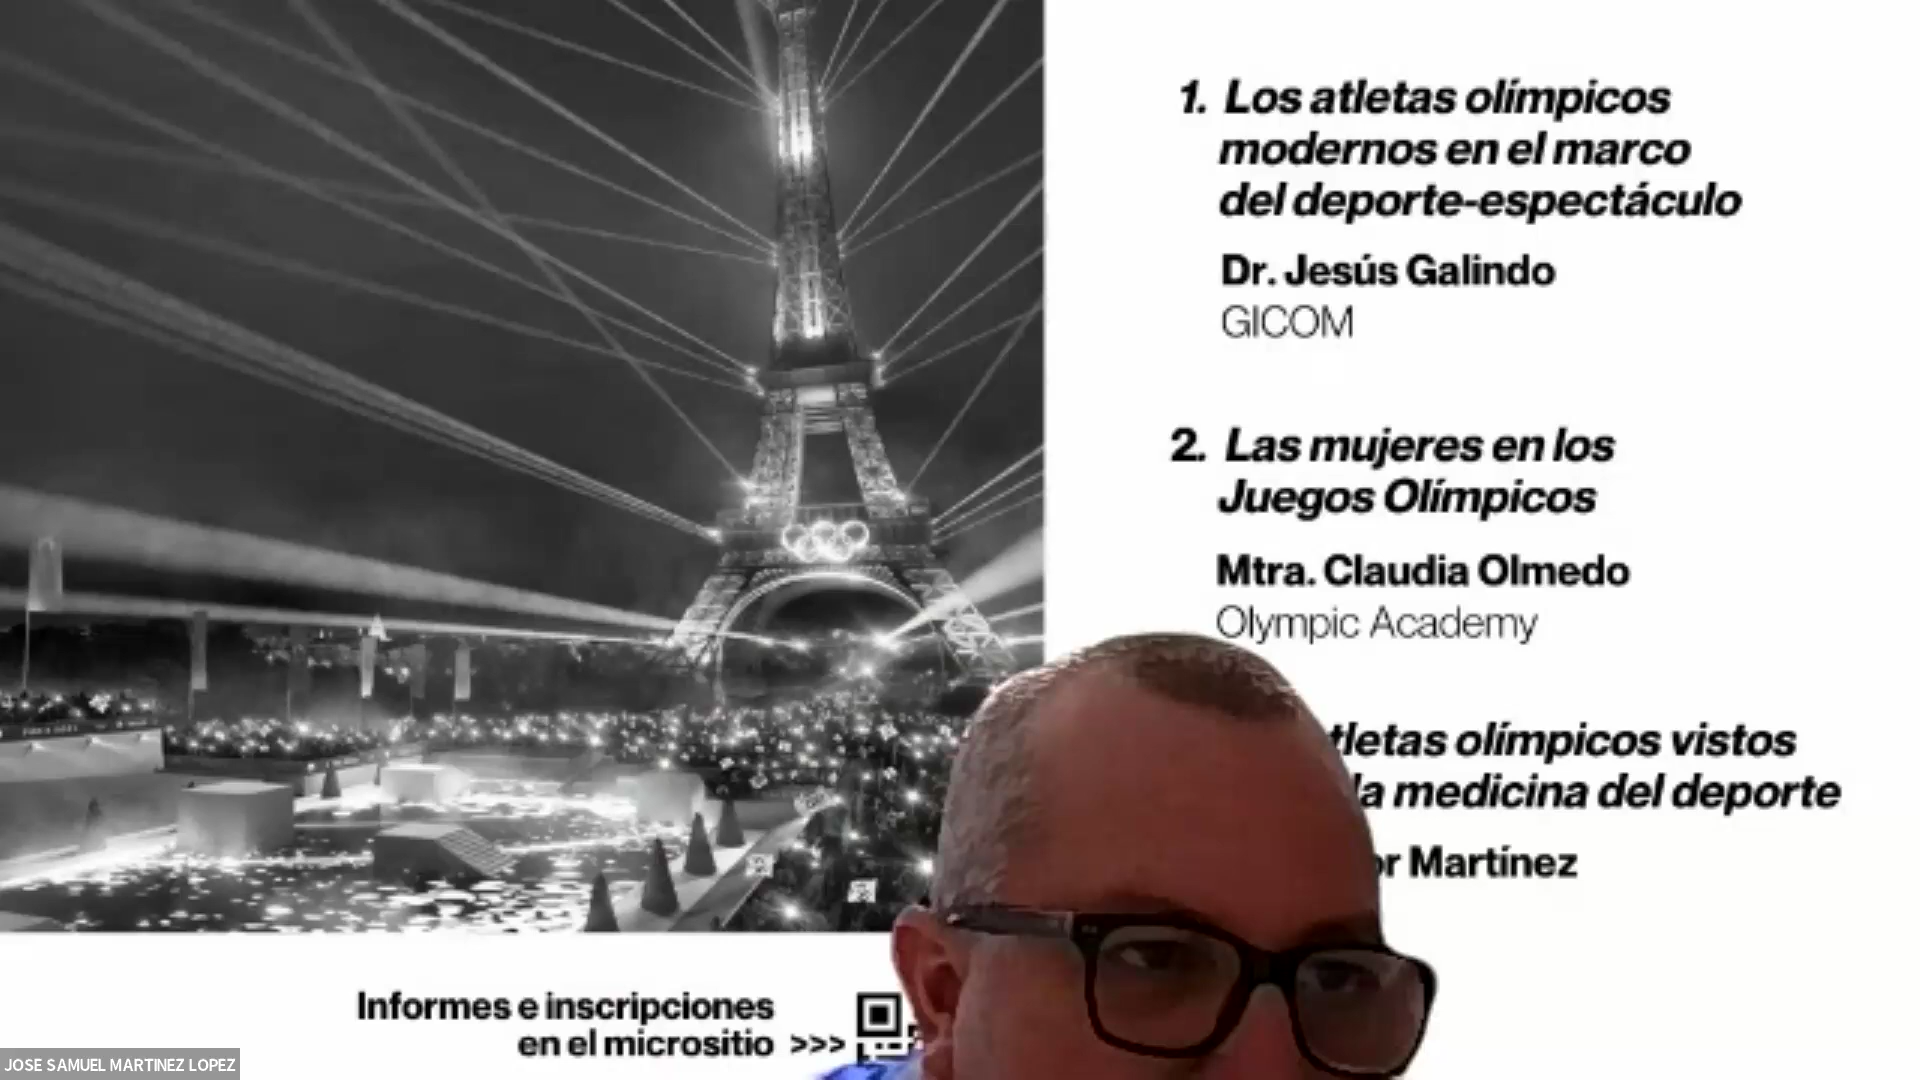 1. Los atletas olímpicos
modernos en el marco
del deporte-espectáculo
Dr. Jesús Galindo
GICOM
2. Las mujeres en los
Juegos Olímpicos
Mtra. Claudia Olmedo
Olympic Academy
olímpicos vistos
la medicina del deporte
Martínez
Informes e inscripciones
en el micrositio >>>
JOSE SAMUEL MARTINEZ LOPEZ